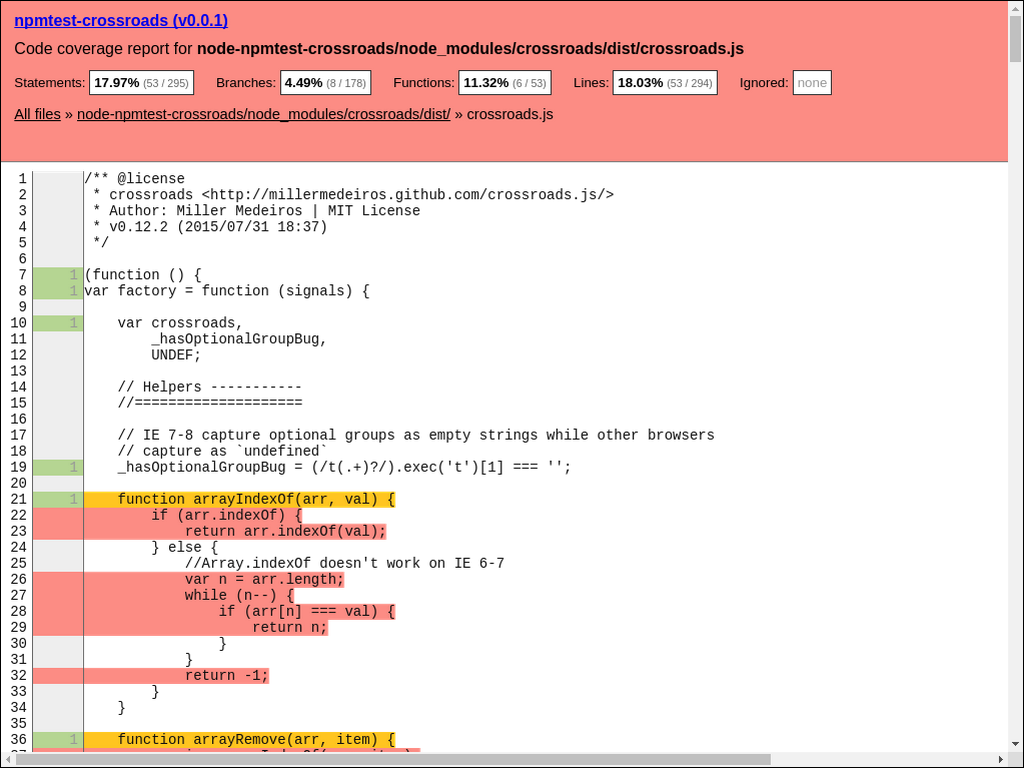 npmtest-crossroads (v0.0.1)
Code coverage report for node-npmtest-crossroads/node_modules/crossroads/dist/crossroads.js
Statements: 17.97% (53 / 295) Branches: 4.49% (8 / 178) Functions: 11.32% (6 / 53) Lines: 18.03% (53 / 294) Ignored: none
All files » node-npmtest-crossroads/node_modules/crossroads/dist/ » crossroads.js
1 /** @license
2  * crossroads <http://millermedeiros.github.com/crossroads.js/>
3  * Author: Miller Medeiros | MIT License
4  * v0.12.2 (2015/07/31 18:37)
5  */
6
7 1 (function () {
8 1 var factory = function (signals) {
9
10 1     var crossroads,
11         _hasOptionalGroupBug,
12         UNDEF;
13
14     // Helpers -----------
15     //====================
16
17     // IE 7-8 capture optional groups as empty strings while other browsers
18     // capture as `undefined`
19 1     _hasOptionalGroupBug = (/t(.+)?/).exec('t')[1] === '';
20
21 1     function arrayIndexOf(arr, val) {
22         if (arr.indexOf) {
23             return arr.indexOf(val);
24         } else {
25             //Array.indexOf doesn't work on IE 6-7
26             var n = arr.length;
27             while (n--) {
28                 if (arr[n] === val) {
29                     return n;
30                 }
31             }
32             return -1;
33         }
34     }
35
36 1     function arrayRemove(arr, item) {